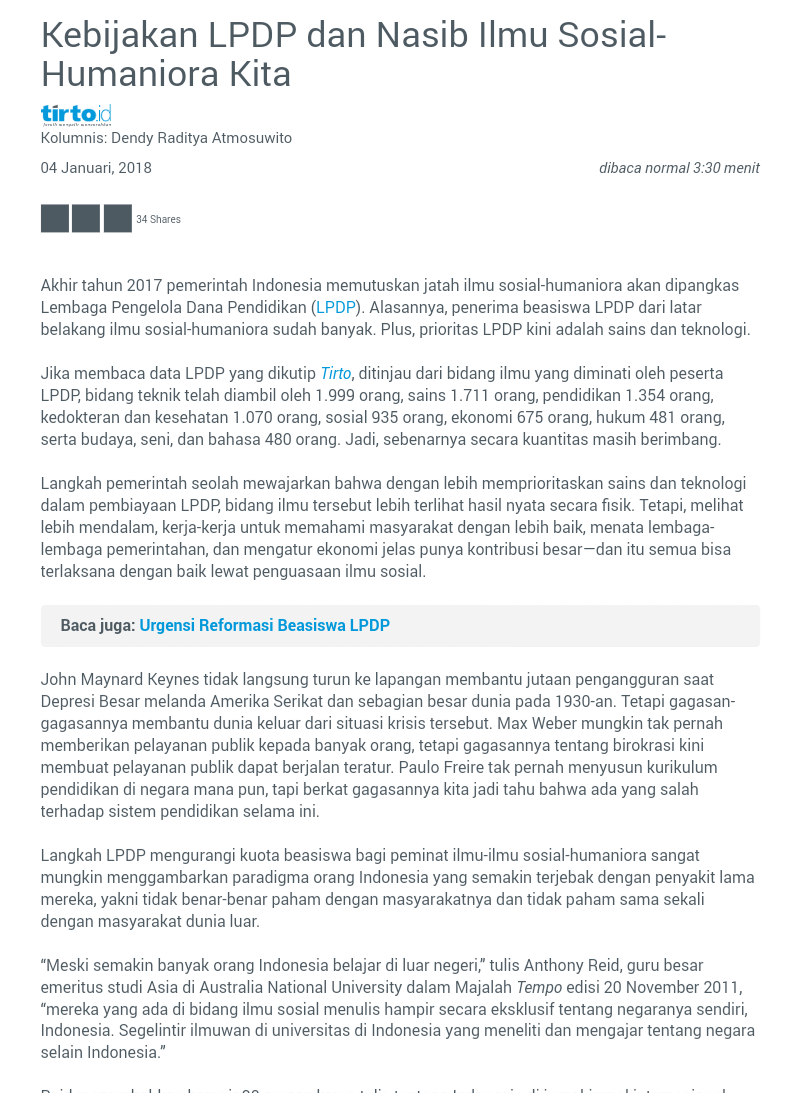 Kebijakan LPDP dan Nasib Ilmu Sosial-
Humaniora Kita
tirto.id
Kolumnis: Dendy Raditya Atmosuwito
04 Januari, 2018
dibaca normal 3:30 menit
34 Shares
Akhir tahun 2017 pemerintah Indonesia memutuskan jatah ilmu sosial-humaniora akan dipangkas
Lembaga Pengelola Dana Pendidikan (LPDP). Alasannya, penerima beasiswa LPDP dari latar
belakang ilmu sosial-humaniora sudah banyak. Plus, prioritas LPDP kini adalah sains dan teknologi.
Jika membaca data LPDP yang dikutip Tirto, ditinjau dari bidang ilmu yang diminati oleh peserta
LPDP, bidang teknik telah diambil oleh 1.999 orang, sains 1.711 orang, pendidikan 1.354 orang,
kedokteran dan kesehatan 1.070 orang, sosial 935 orang, ekonomi 675 orang, hukum 481 orang,
serta budaya, seni, dan bahasa 480 orang. Jadi, sebenarnya secara kuantitas masih berimbang.
Langkah pemerintah seolah mewajarkan bahwa dengan lebih memprioritaskan sains dan teknologi
dalam pembiayaan LPDP, bidang ilmu tersebut lebih terlihat hasil nyata secara fisik. Tetapi, melihat
lebih mendalam, kerja-kerja untuk memahami masyarakat dengan lebih baik, menata lembaga-
lembaga pemerintahan, dan mengatur ekonomi jelas punya kontribusi besar—dan itu semua bisa
terlaksana dengan baik lewat penguasaan ilmu sosial.
Baca juga: Urgensi Reformasi Beasiswa LPDP
John Maynard Keynes tidak langsung turun ke lapangan membantu jutaan pengangguran saat
Depresi Besar melanda Amerika Serikat dan sebagian besar dunia pada 1930-an. Tetapi gagasan-
gagasannya membantu dunia keluar dari situasi krisis tersebut. Max Weber mungkin tak pernah
memberikan pelayanan publik kepada banyak orang, tetapi gagasannya tentang birokrasi kini
membuat pelayanan publik dapat berjalan teratur. Paulo Freire tak pernah menyusun kurikulum
pendidikan di negara mana pun, tapi berkat gagasannya kita jadi tahu bahwa ada yang salah
terhadap sistem pendidikan selama ini.
Langkah LPDP mengurangi kuota beasiswa bagi peminat ilmu-ilmu sosial-humaniora sangat
mungkin menggambarkan paradigma orang Indonesia yang semakin terjebak dengan penyakit lama
mereka, yakni tidak benar-benar paham dengan masyarakatnya dan tidak paham sama sekali
dengan masyarakat dunia luar.
“Meski semakin banyak orang Indonesia belajar di luar negeri,” tulis Anthony Reid, guru besar
emeritus studi Asia di Australia National University dalam Majalah Tempo edisi 20 November 2011,
“mereka yang ada di bidang ilmu sosial menulis hampir secara eksklusif tentang negaranya sendiri,
Indonesia. Segelintir ilmuwan di universitas di Indonesia yang meneliti dan mengajar tentang negara
selain Indonesia.”